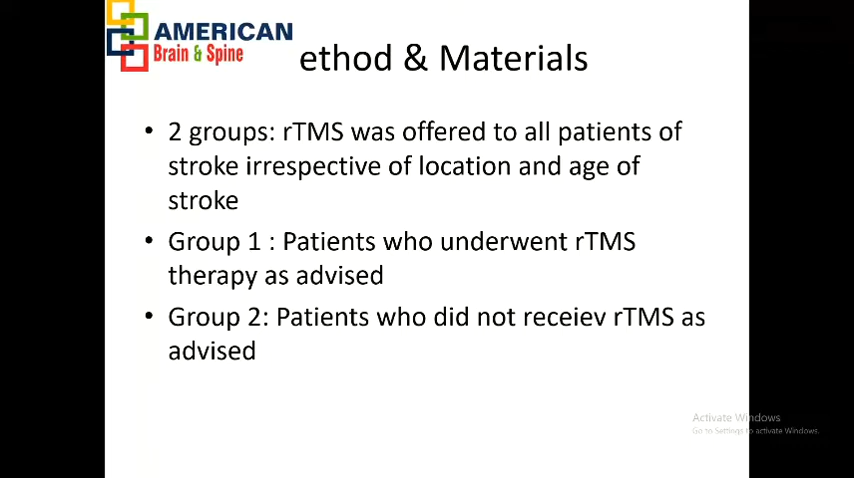 AMERICAN
Brain & Spine
ethod & Materials
• 2 groups: rTMS was offered to all patients of
stroke irrespective of location and age of
stroke
• Group 1 : Patients who underwent rTMS
therapy as advised
• Group 2: Patients who did not receiev rTMS as
advised
Activate Windows
Go to Settings to activate Windows.